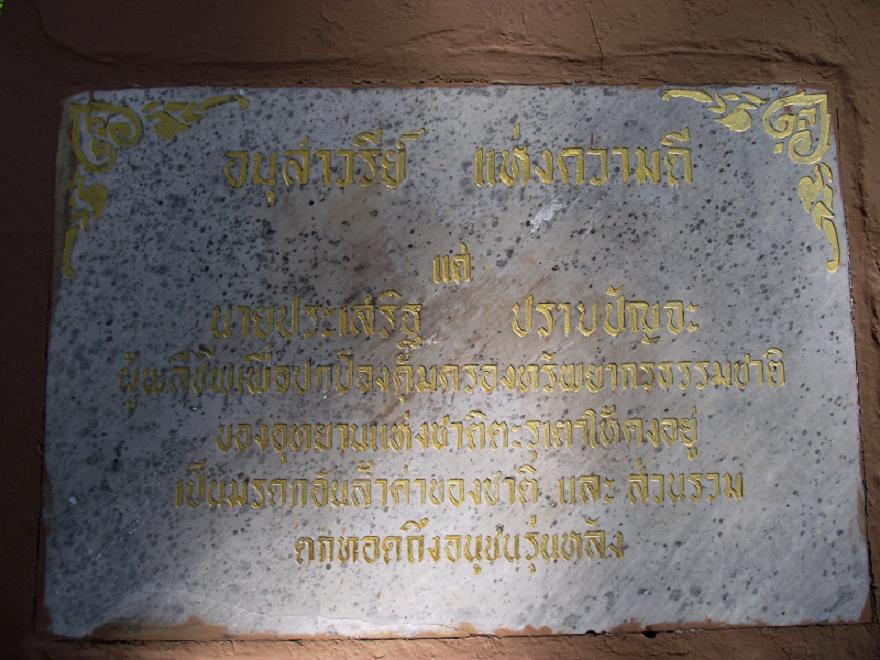 อนุสาวรีย์ แห่งความดี
แด่
นายประเสริฐ ปราบปัญจะ
ผู้พลีชีพเพื่อปกป้องคุ้มครองทรัพยากรธรรมชาติ
ของอุทยานแห่งชาติตะรุเตาให้คงอยู่
เป็นมรดกอันล้ำค่าของชาติ และ ส่วนรวม
ตกทอดถึงอนุชนรุ่นหลัง